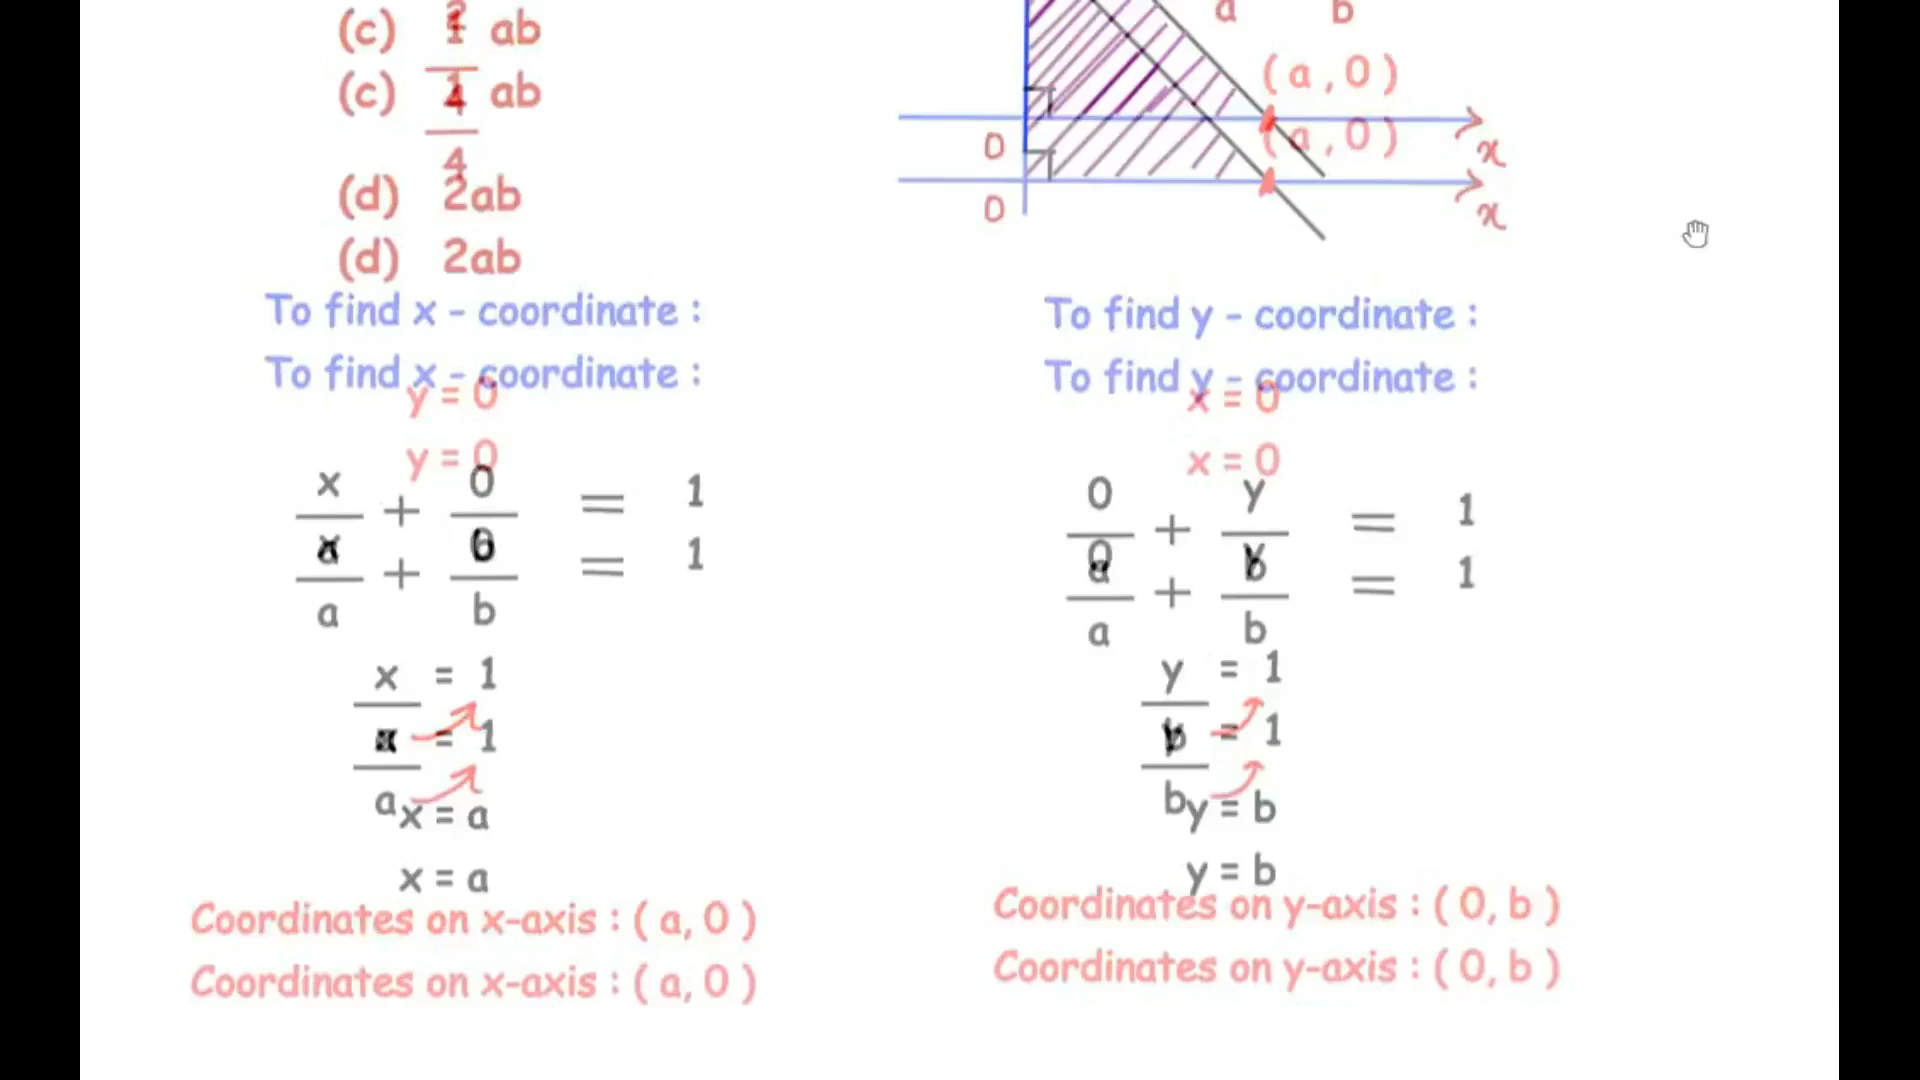 (c) 1 ab
(c) 1 ab
4
(d) 2ab
(d) 2ab
a b
( a , 0 )
( a , 0 )
0 x
0 x
To find x - coordinate :
To find x - coordinate :
y = 0
y = 0
x + 0 = 1
a + b = 1
a b
x = 1
= 1
a
x = a
x = a
Coordinates on x-axis : ( a, 0 )
Coordinates on x-axis : ( a, 0 )
To find y - coordinate :
To find y - coordinate :
x = 0
x = 0
0 + y = 1
a + b = 1
a b
y = 1
b = 1
b
y = b
y = b
Coordinates on y-axis : ( 0, b )
Coordinates on y-axis : ( 0, b )